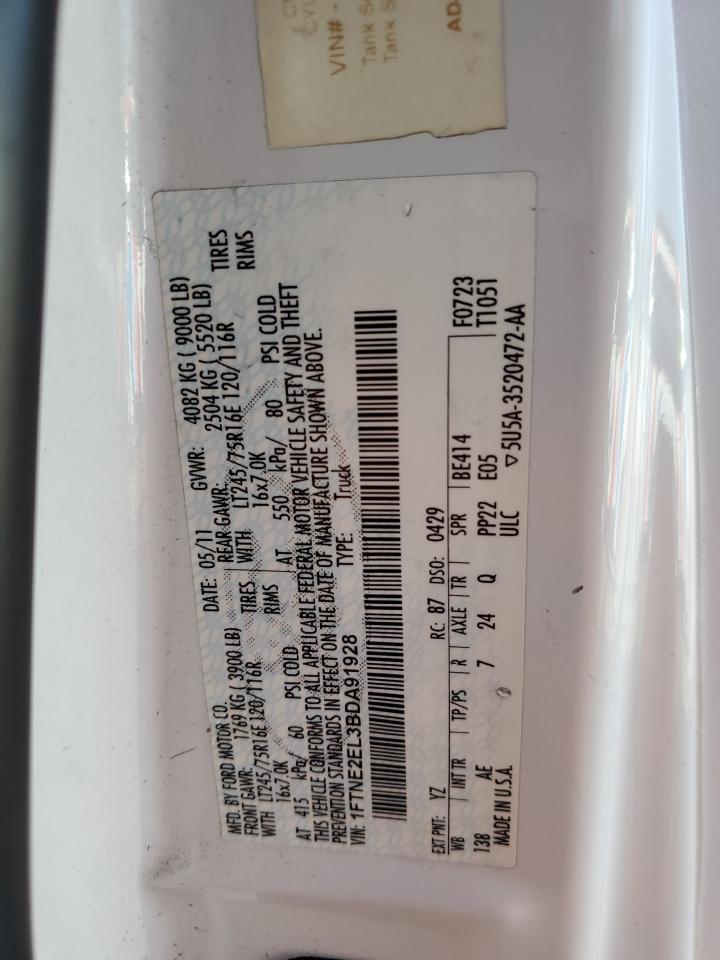 CYL
VIN# -
Tank S
Tank S
AD
MFD. BY FORD MOTOR CO.
DATE: 05/11 GVWR: 4082 KG ( 9000 LB)
FRONT GAWR: 1769 KG ( 3900 LB) REAR GAWR: 2504 KG ( 5520 LB)
WITH LT245/75R16E 120/116R TIRES WITH LT245/75R16E 120/116R TIRES
16x7.0K RIMS 16x7.0K RIMS
AT 415 kPa/ 60 PSI COLD AT 550 kPa/ 80 PSI COLD
THIS VEHICLE CONFORMS TO ALL APPLICABLE FEDERAL MOTOR VEHICLE SAFETY AND THEFT
PREVENTION STANDARDS IN EFFECT ON THE DATE OF MANUFACTURE SHOWN ABOVE.
VIN: 1FTNE2EL3BDA91928 TYPE: Truck
EXT PNT: YZ RC: 87 DSO: 0429 F0723
WB INT TR TP/PS R AXLE TR SPR BE414 T1051
138 AE 7 24 Q PP22 E05
MADE IN U.S.A. ULC ▽5U5A-3520472-AA